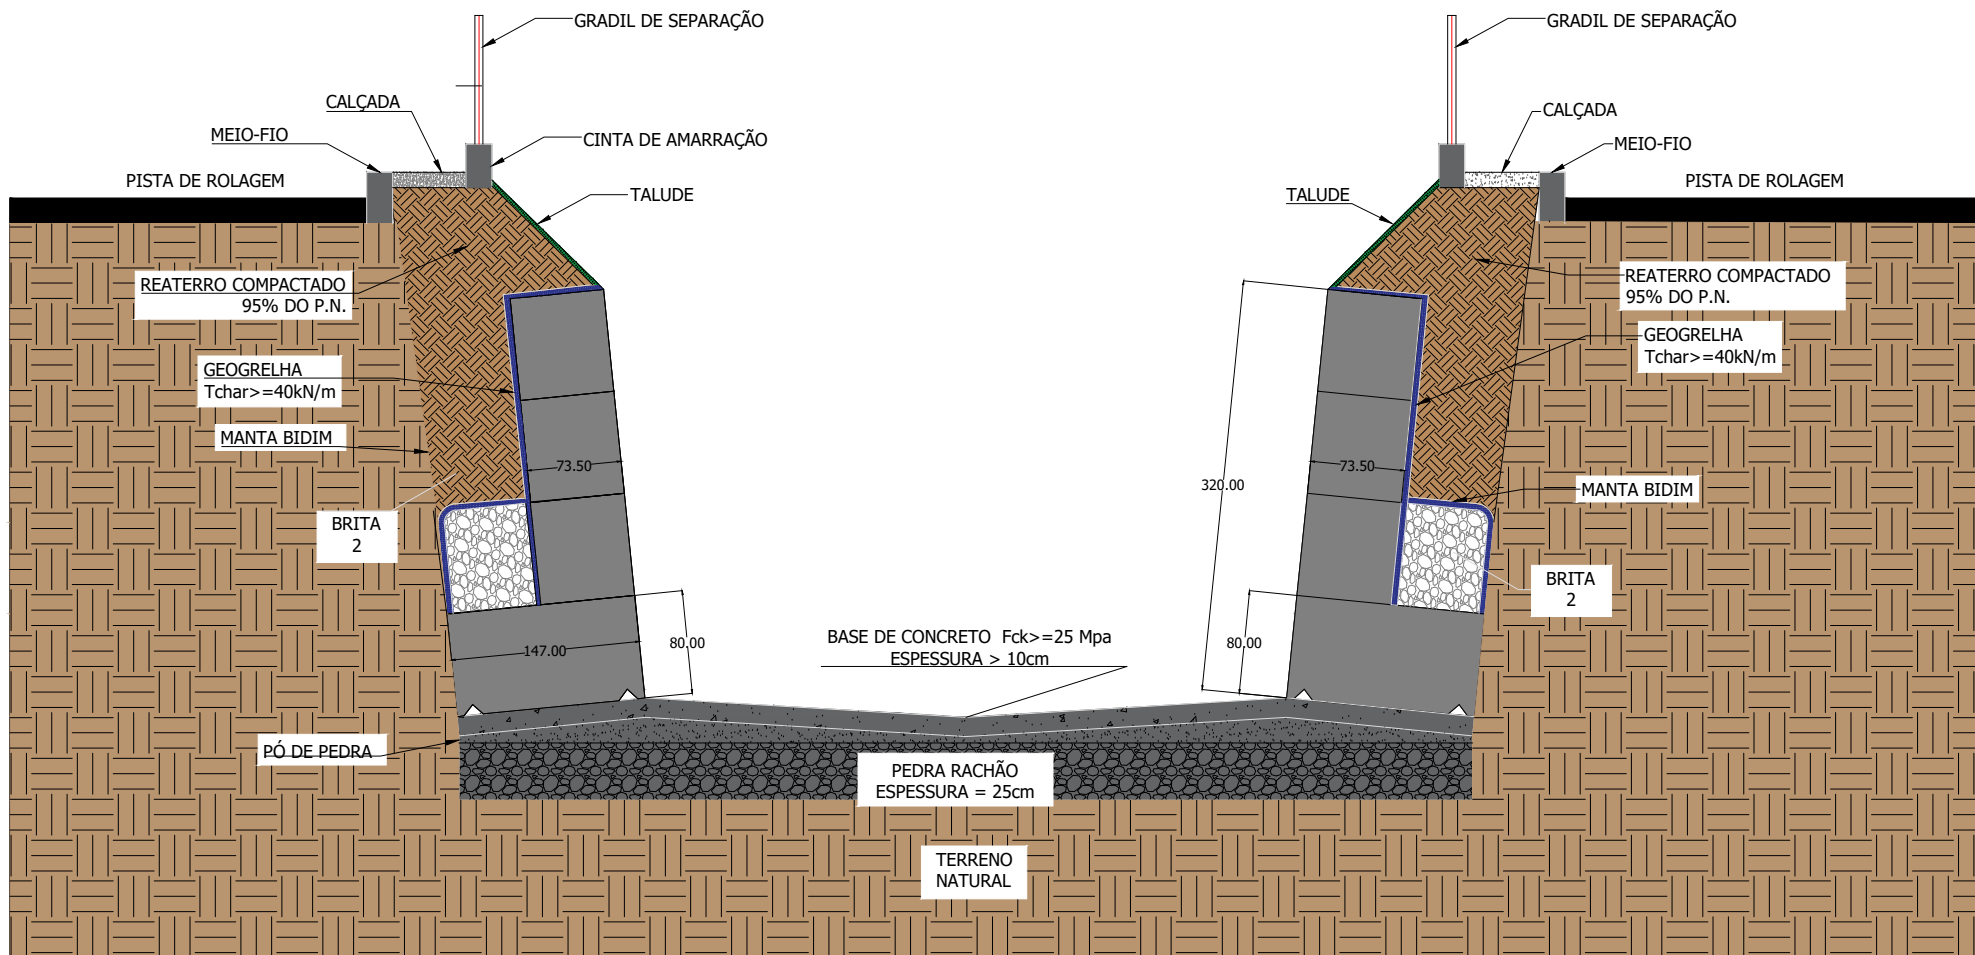 GRADIL DE SEPARAÇÃO
CALÇADA
MEIO-FIO
CINTA DE AMARRAÇÃO
PISTA DE ROLAGEM
TALUDE
REATERRO COMPACTADO
95% DO P.N.
GEOGRELHA
Tchar>=40kN/m
MANTA BIDIM
73.50
BRITA
2
147.00
80.00
PÓ DE PEDRA
BASE DE CONCRETO Fck>=25 Mpa
ESPESSURA > 10cm
PEDRA RACHÃO
ESPESSURA = 25cm
TERRENO
NATURAL
GRADIL DE SEPARAÇÃO
CALÇADA
MEIO-FIO
PISTA DE ROLAGEM
TALUDE
REATERRO COMPACTADO
95% DO P.N.
GEOGRELHA
Tchar>=40kN/m
73.50
320.00
MANTA BIDIM
BRITA
2
80.00